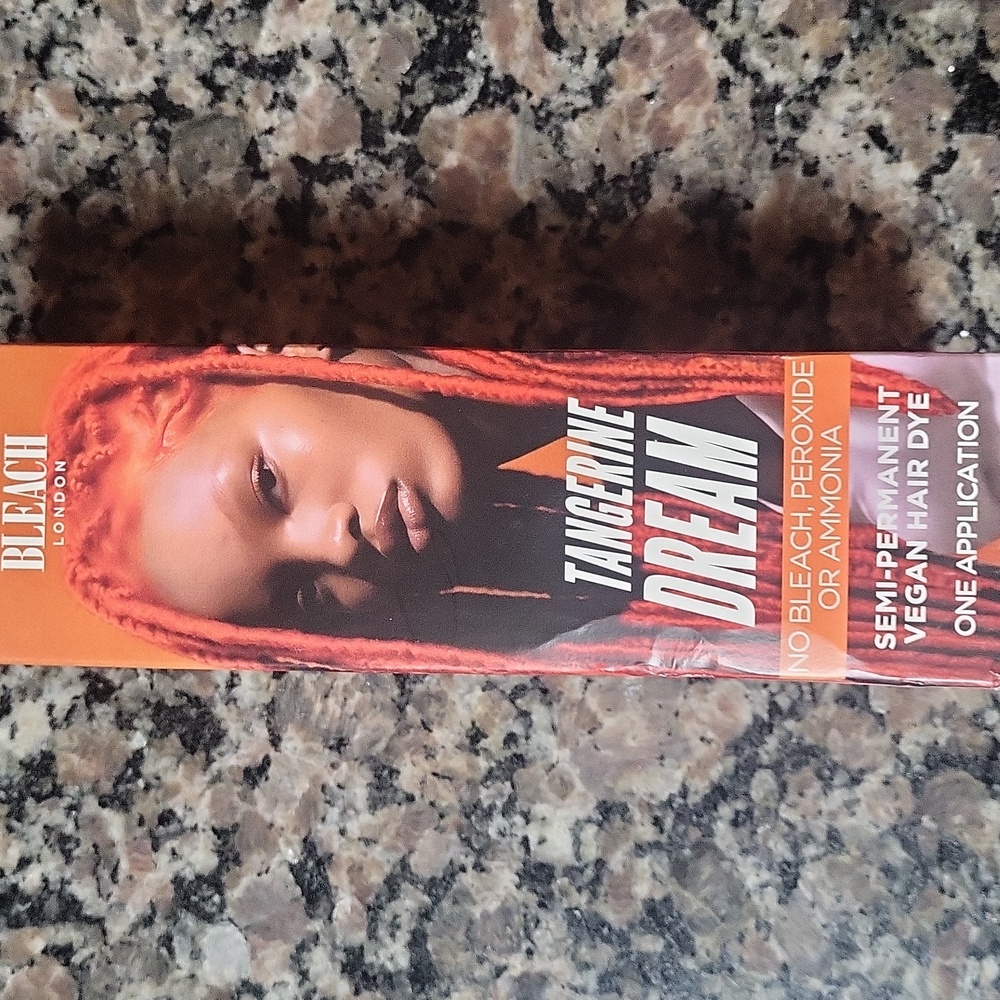 BLEACH
LONDON
TANGERINE
DREAM
NO BLEACH, PEROXIDE
OR AMMONIA
SEMI-PERMANENT
VEGAN HAIR DYE
ONE APPLICATION